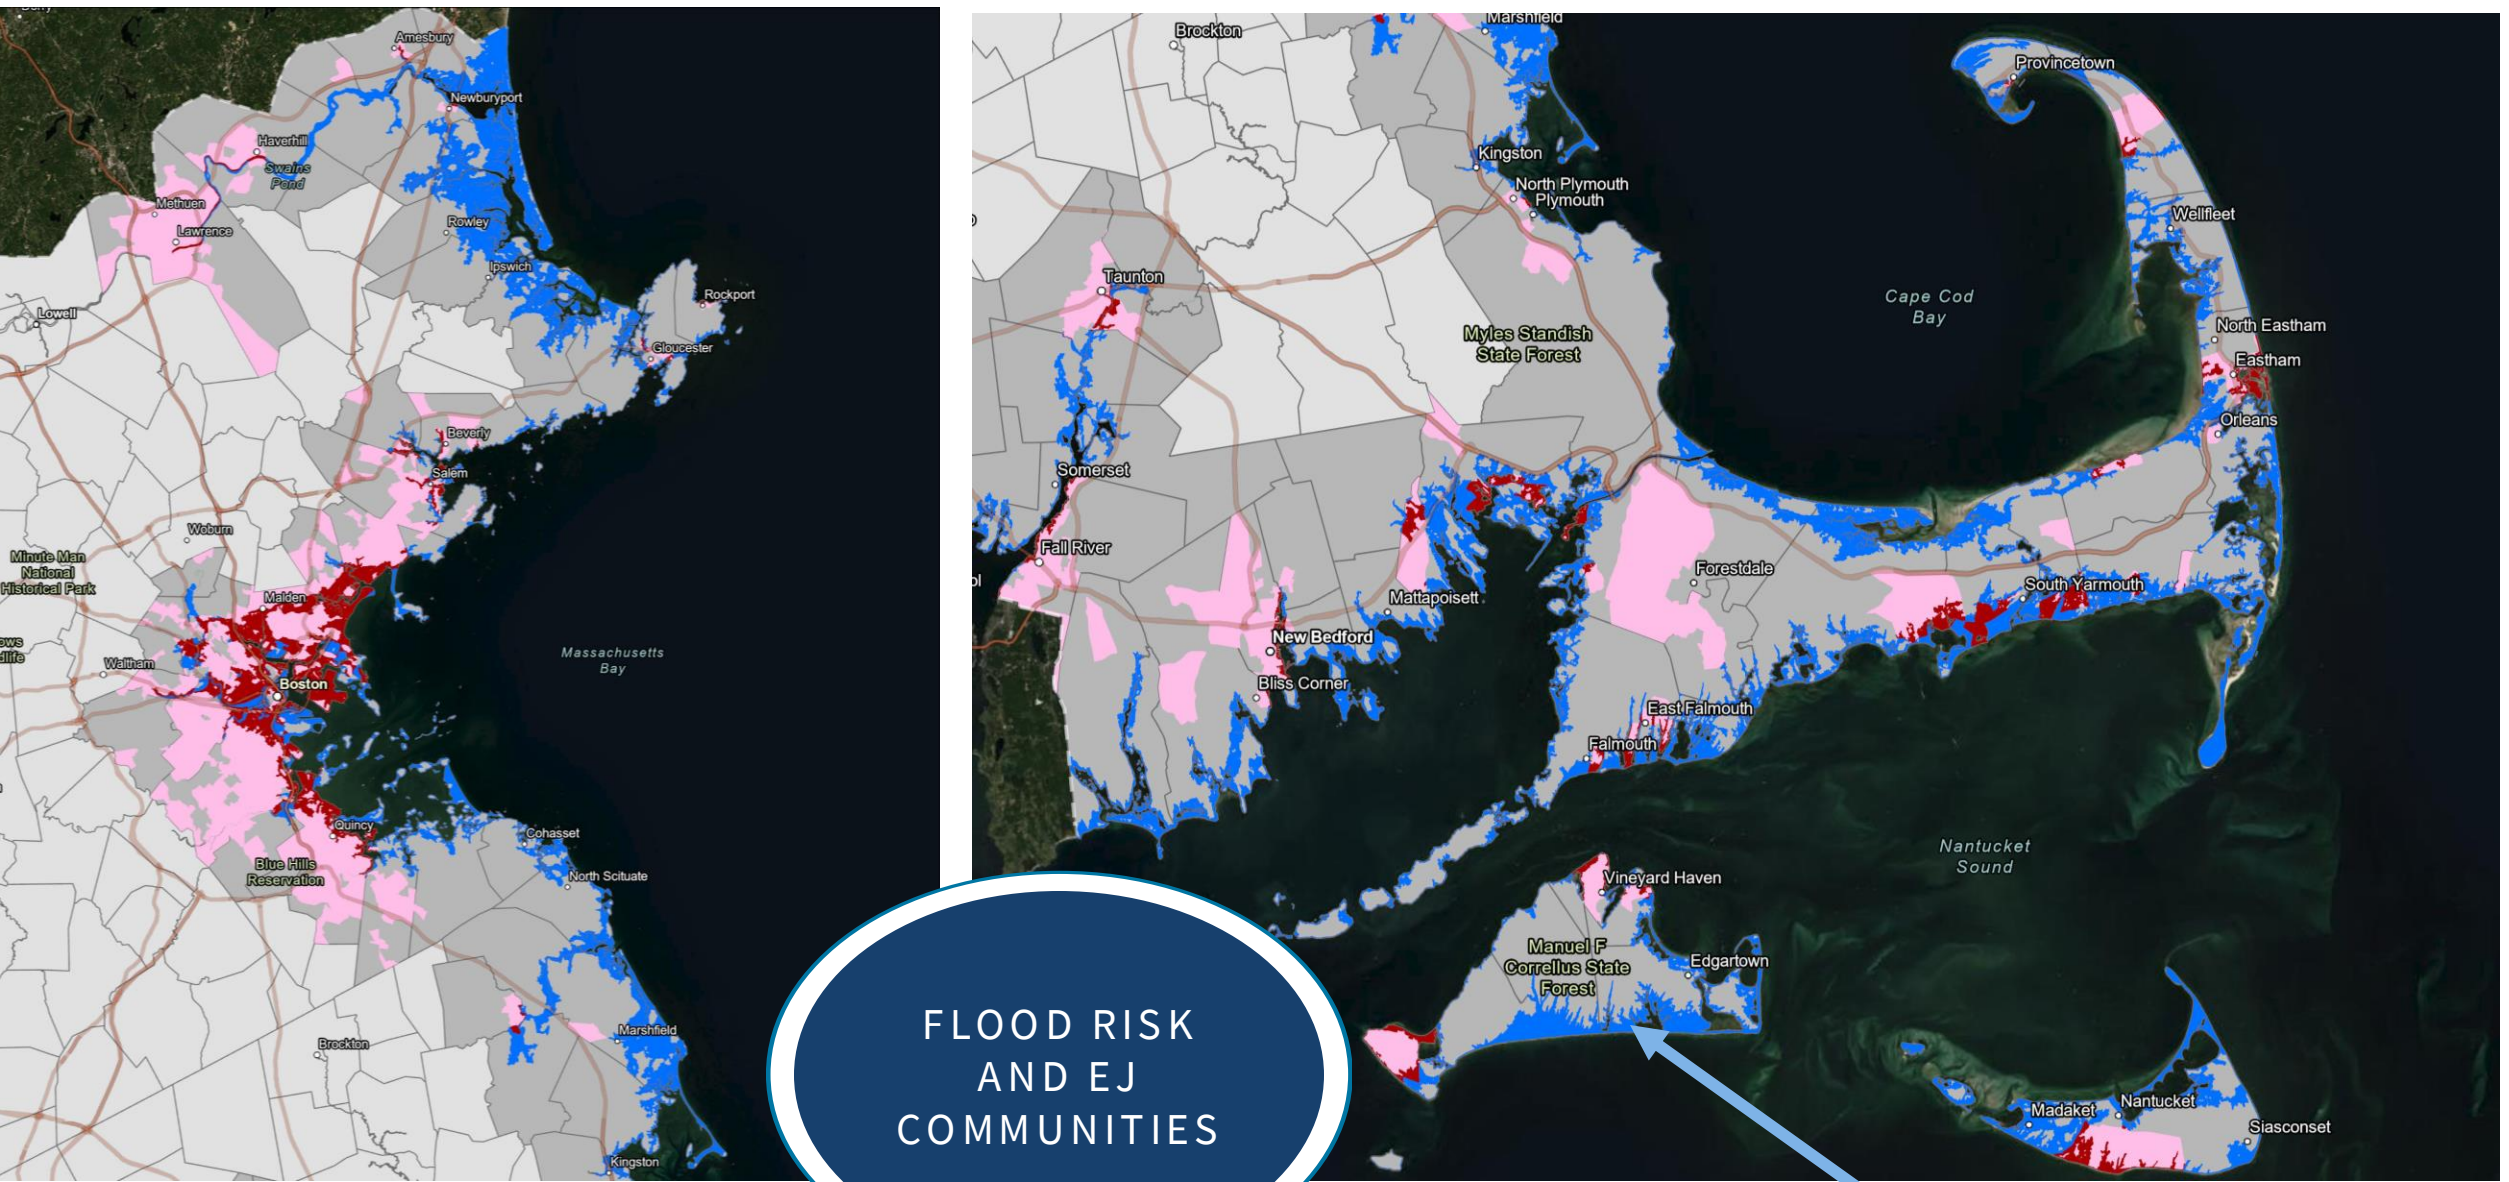 Amesbury
Newburyport
Haverhill
Swains
Pond
Methuen
Lawrence
Rowley
Ipswich
Rockport
Lowell
Gloucester
Beverly
Salem
Woburn
Minute Man
National
Historical Park
Malden
Waltham
Massachusetts
Bay
Boston
Quincy
Cohasset
Blue Hills
Reservation
North Scituate
Marshfield
Brockton
Kingston
Marshfield
Brockton
Provincetown
Kingston
North Plymouth
Plymouth
Wellfleet
Taunton
Cape Cod
Bay
North Eastham
Myles Standish
State Forest
Eastham
Orleans
Somerset
Fall River
Forestdale
South Yarmouth
Mattapoisett
New Bedford
Bliss Corner
East Falmouth
Falmouth
Nantucket
Sound
Vineyard Haven
Manuel F
Correllus State
Forest
Edgartown
Madaket
Nantucket
Siasconset
FLOOD RISK
AND EJ
COMMUNITIES